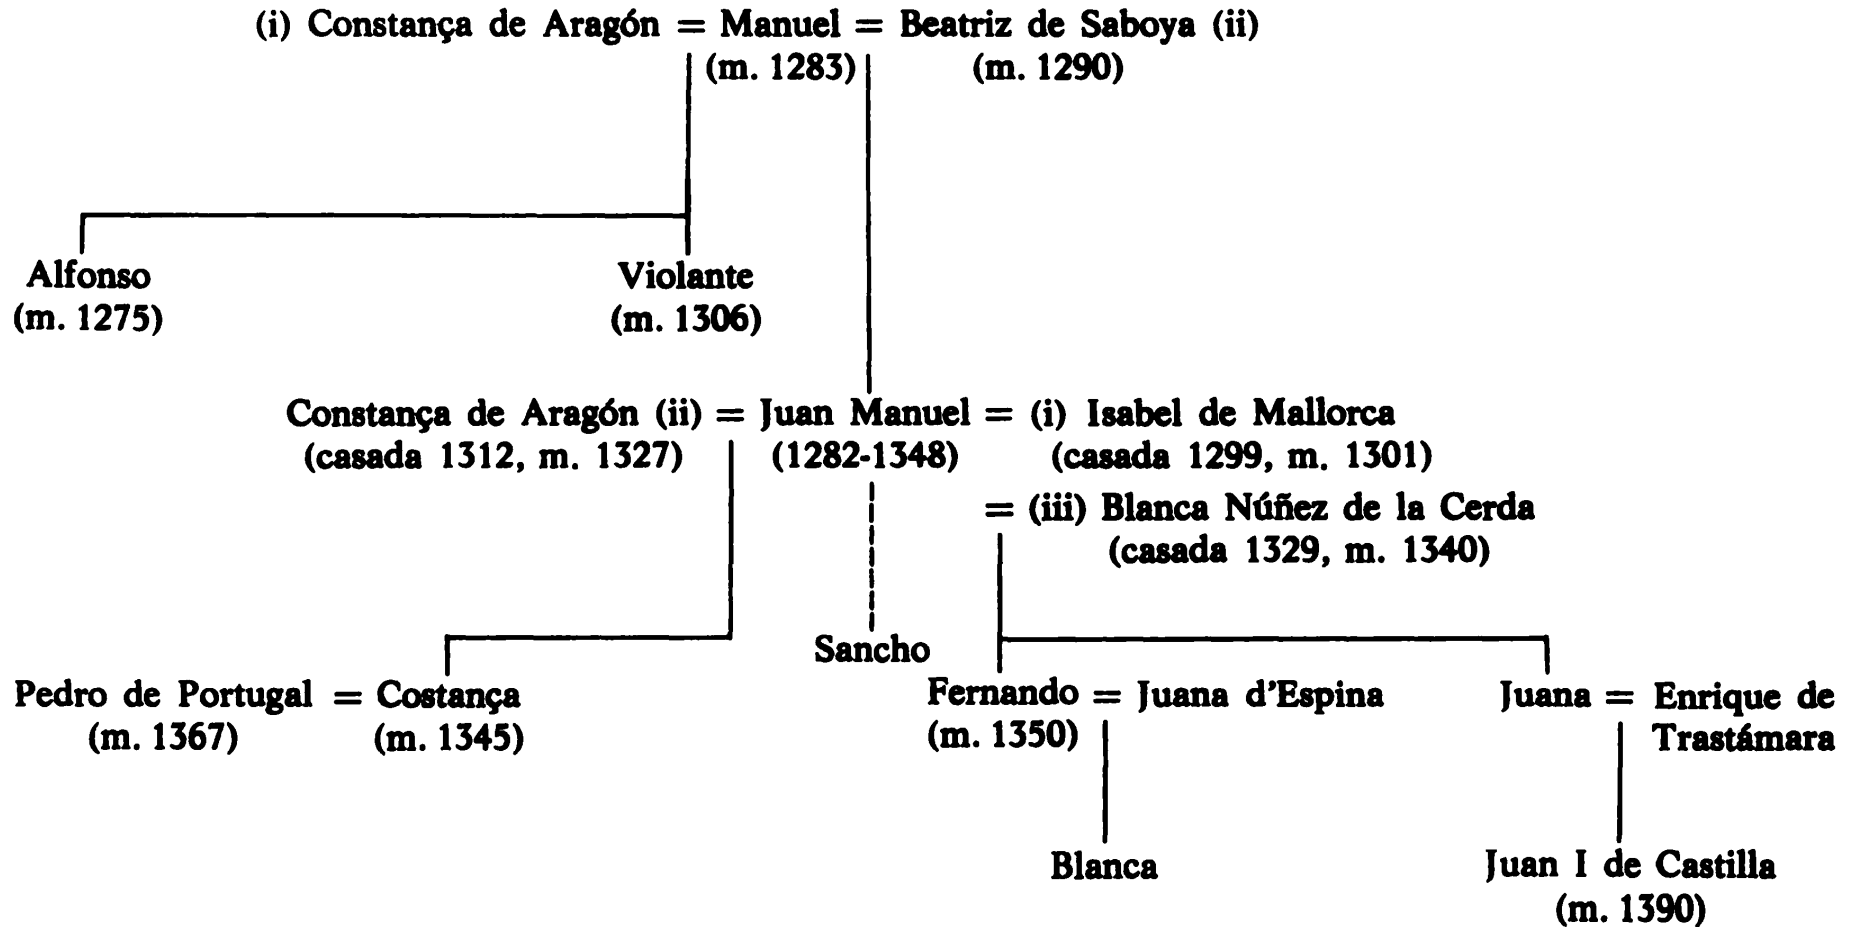 (i) Constança de Aragón = Manuel = Beatriz de Saboya (ii)
(m. 1283) (m. 1290)
Alfonso Violante
(m. 1275) (m. 1306)
Constança de Aragón (ii) = Juan Manuel = (i) Isabel de Mallorca
(casada 1312, m. 1327) (1282-1348) (casada 1299, m. 1301)
= (iii) Blanca Núñez de la Cerda
(casada 1329, m. 1340)
Sancho
Pedro de Portugal = Costança Fernando = Juana d'Espina Juana = Enrique de
(m. 1367) (m. 1345) (m. 1350) Trastámara
Blanca Juan I de Castilla
(m. 1390)